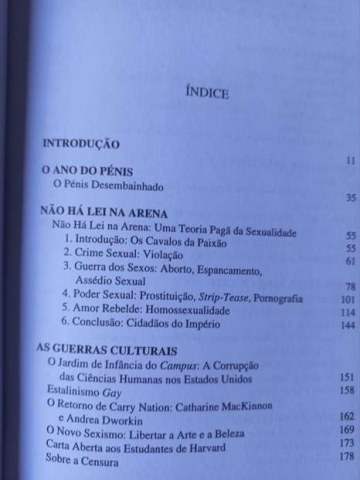 ÍNDICE
INTRODUÇÃO 11
O ANO DO PÉNIS
O Pénis Desembainhado 35
NÃO HÁ LEI NA ARENA
Não Há Lei na Arena: Uma Teoria Pagã da Sexualidade 55
1. Introdução: Os Cavalos da Paixão 55
2. Crime Sexual: Violação 61
3. Guerra dos Sexos: Aborto, Espancamento,
Assédio Sexual 78
4. Poder Sexual: Prostituição, Strip-Tease, Pornografia 85
5. Amor Rebelde: Homossexualidade 114
6. Conclusão: Cidadãos do Império 144
AS GUERRAS CULTURAIS
O Jardim de Infância do Campus: A Corrupção
das Ciências Humanas nos Estados Unidos 151
Estalinismo Gay 158
O Retorno de Carry Nation: Catharine MacKinnon
e Andrea Dworkin 162
O Novo Sexismo: Libertar a Arte e a Beleza 169
Carta Aberta aos Estudantes de Harvard 173
Sobre a Censura 178